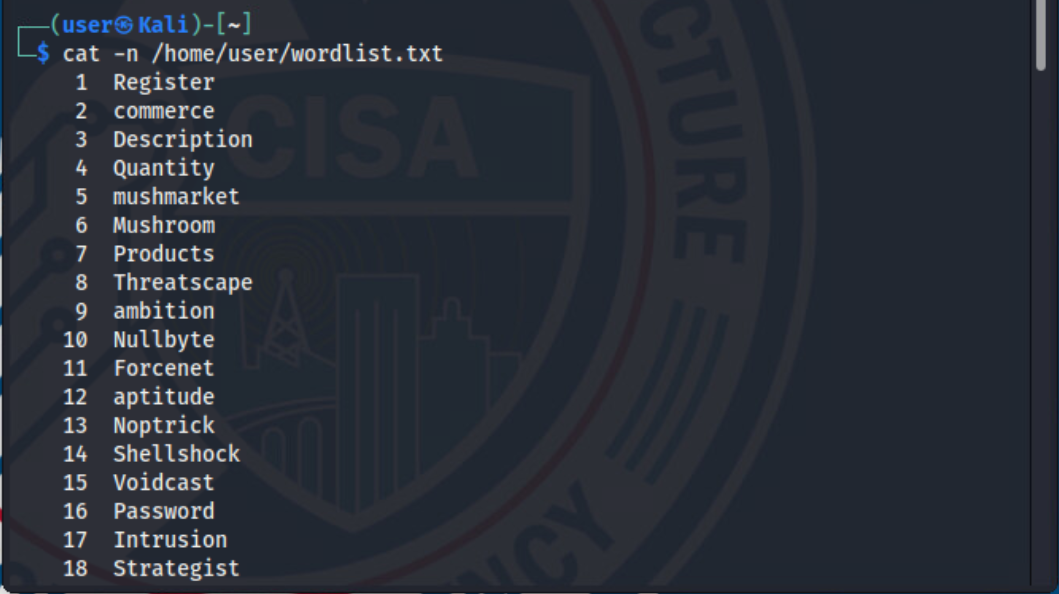 (user㉿Kali)-[~]
$ cat -n /home/user/wordlist.txt
1 Register
2 commerce
3 Description
4 Quantity
5 mushmarket
6 Mushroom
7 Products
8 Threatscape
9 ambition
10 Nullbyte
11 Forcenet
12 aptitude
13 Noptrick
14 Shellshock
15 Voidcast
16 Password
17 Intrusion
18 Strategist
CISA
CTURE
NCY